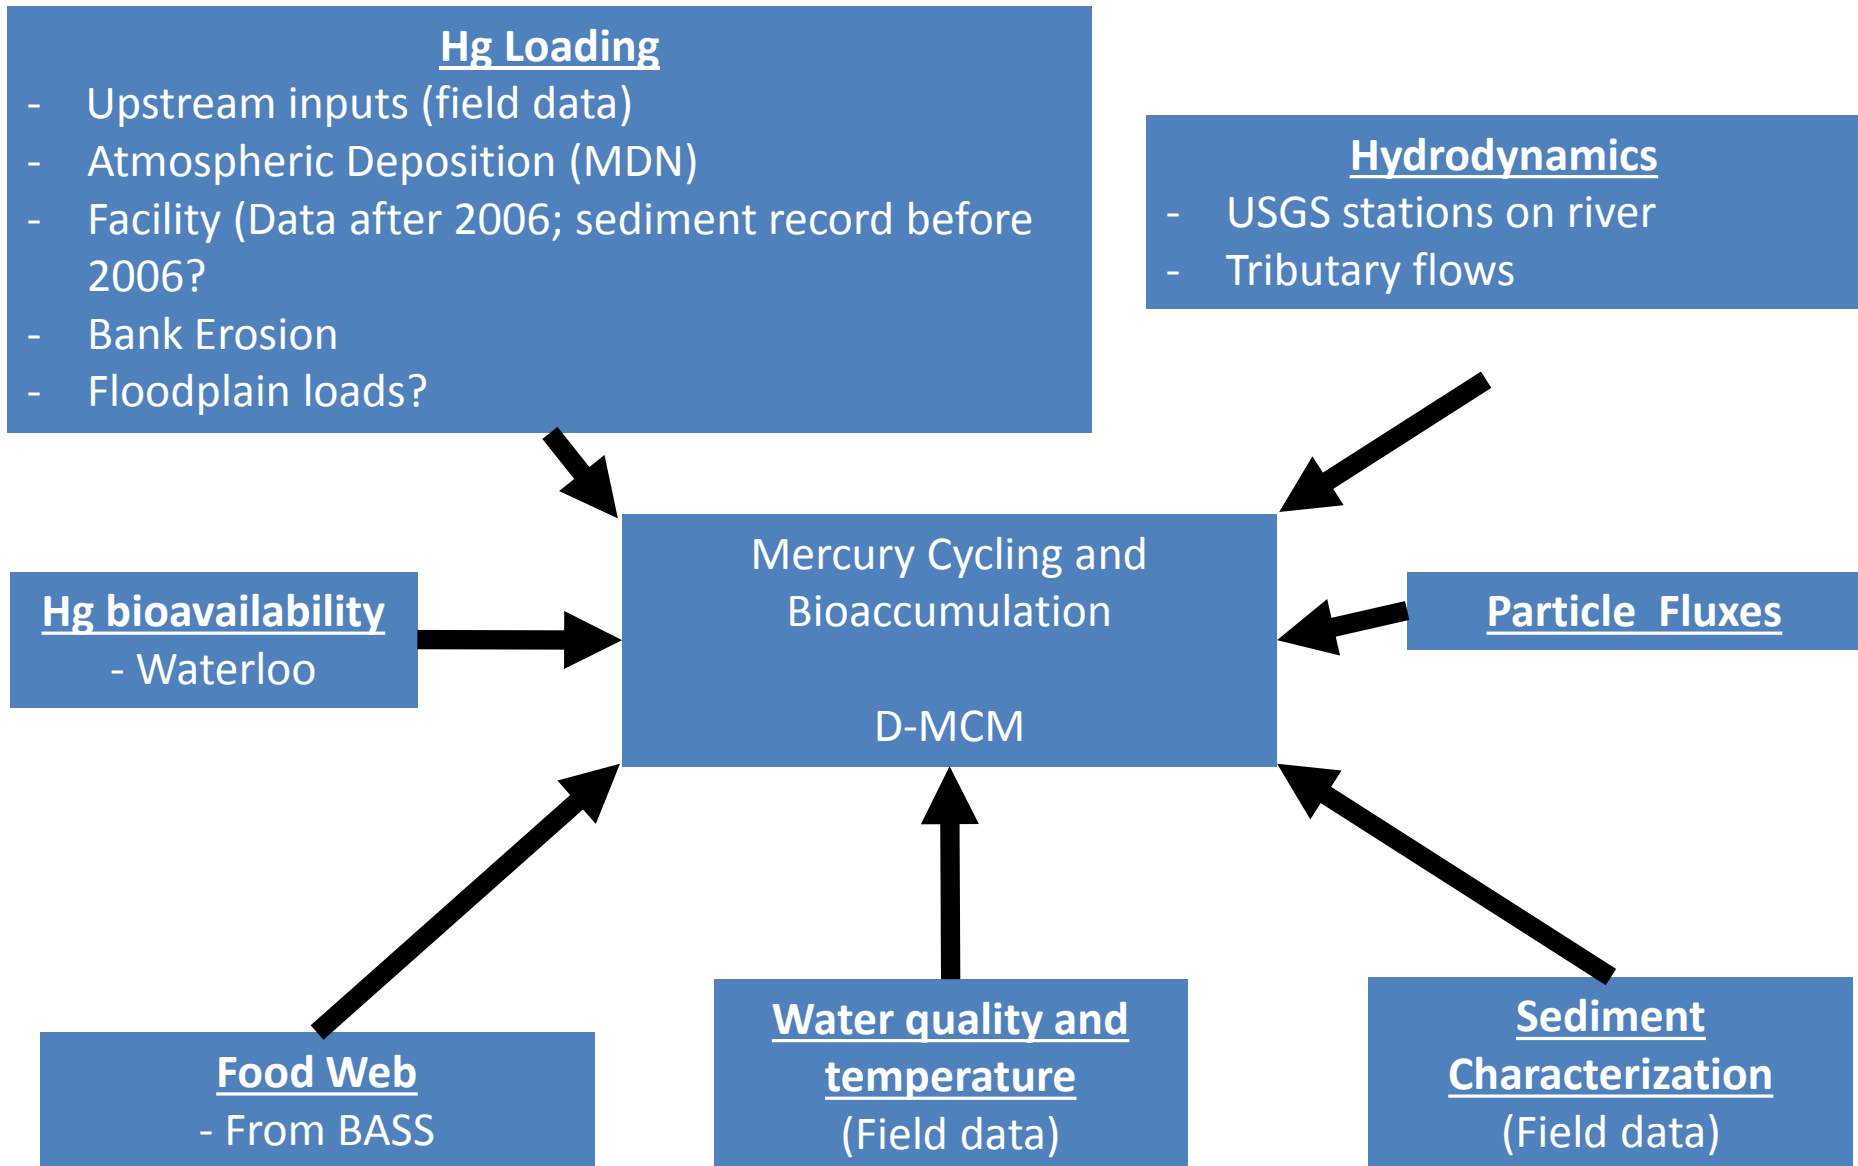 Hg Loading
- Upstream inputs (field data)
- Atmospheric Deposition (MDN)
- Facility (Data after 2006; sediment record before
2006?
- Bank Erosion
- Floodplain loads?
Hydrodynamics
- USGS stations on river
- Tributary flows
Mercury Cycling and
Bioaccumulation
D-MCM
Hg bioavailability
- Waterloo
Particle  Fluxes
Food Web
- From BASS
Water quality and
temperature
(Field data)
Sediment
Characterization
(Field data)